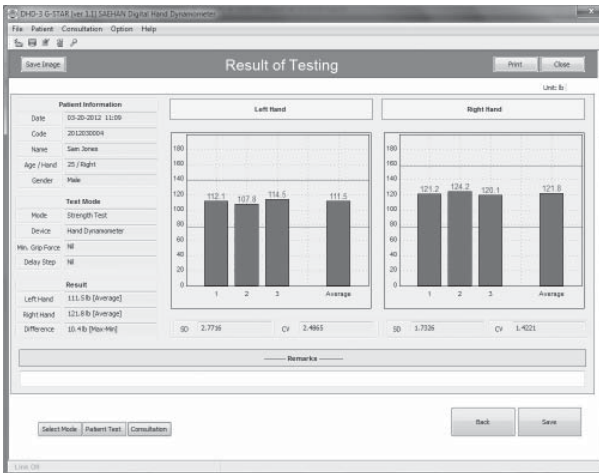 DHD-3 G-STAR [ver 1.1] SAEHAN Digital Hand Dynamometer
File Patient Consultation Option Help
Save Image Result of Testing Print Close
Unit: lb
Patient Information
Date 03-20-2012 11:09
Code 2012030004
Name Sam Jones
Age / Hand 25 / Right
Gender Male
Test Mode
Mode Strength Test
Device Hand Dynamometer
Min. Grip Force Nil
Delay Step Nil
Result
Left Hand 111.5 lb [Average]
Right Hand 121.8 lb [Average]
Difference 10.4 lb [Max-Min]
Left Hand
180
160
140
120
100
80
60
40
20
0
112.1 107.8 114.5 111.5
1 2 3 Average
SD 2.7716 CV 2.4865
Right Hand
180
160
140
120
100
80
60
40
20
0
121.2 124.2 120.1 121.8
1 2 3 Average
SD 1.7326 CV 1.4221
-------- Remarks --------
Select Mode Patient Test Consultation Back Save